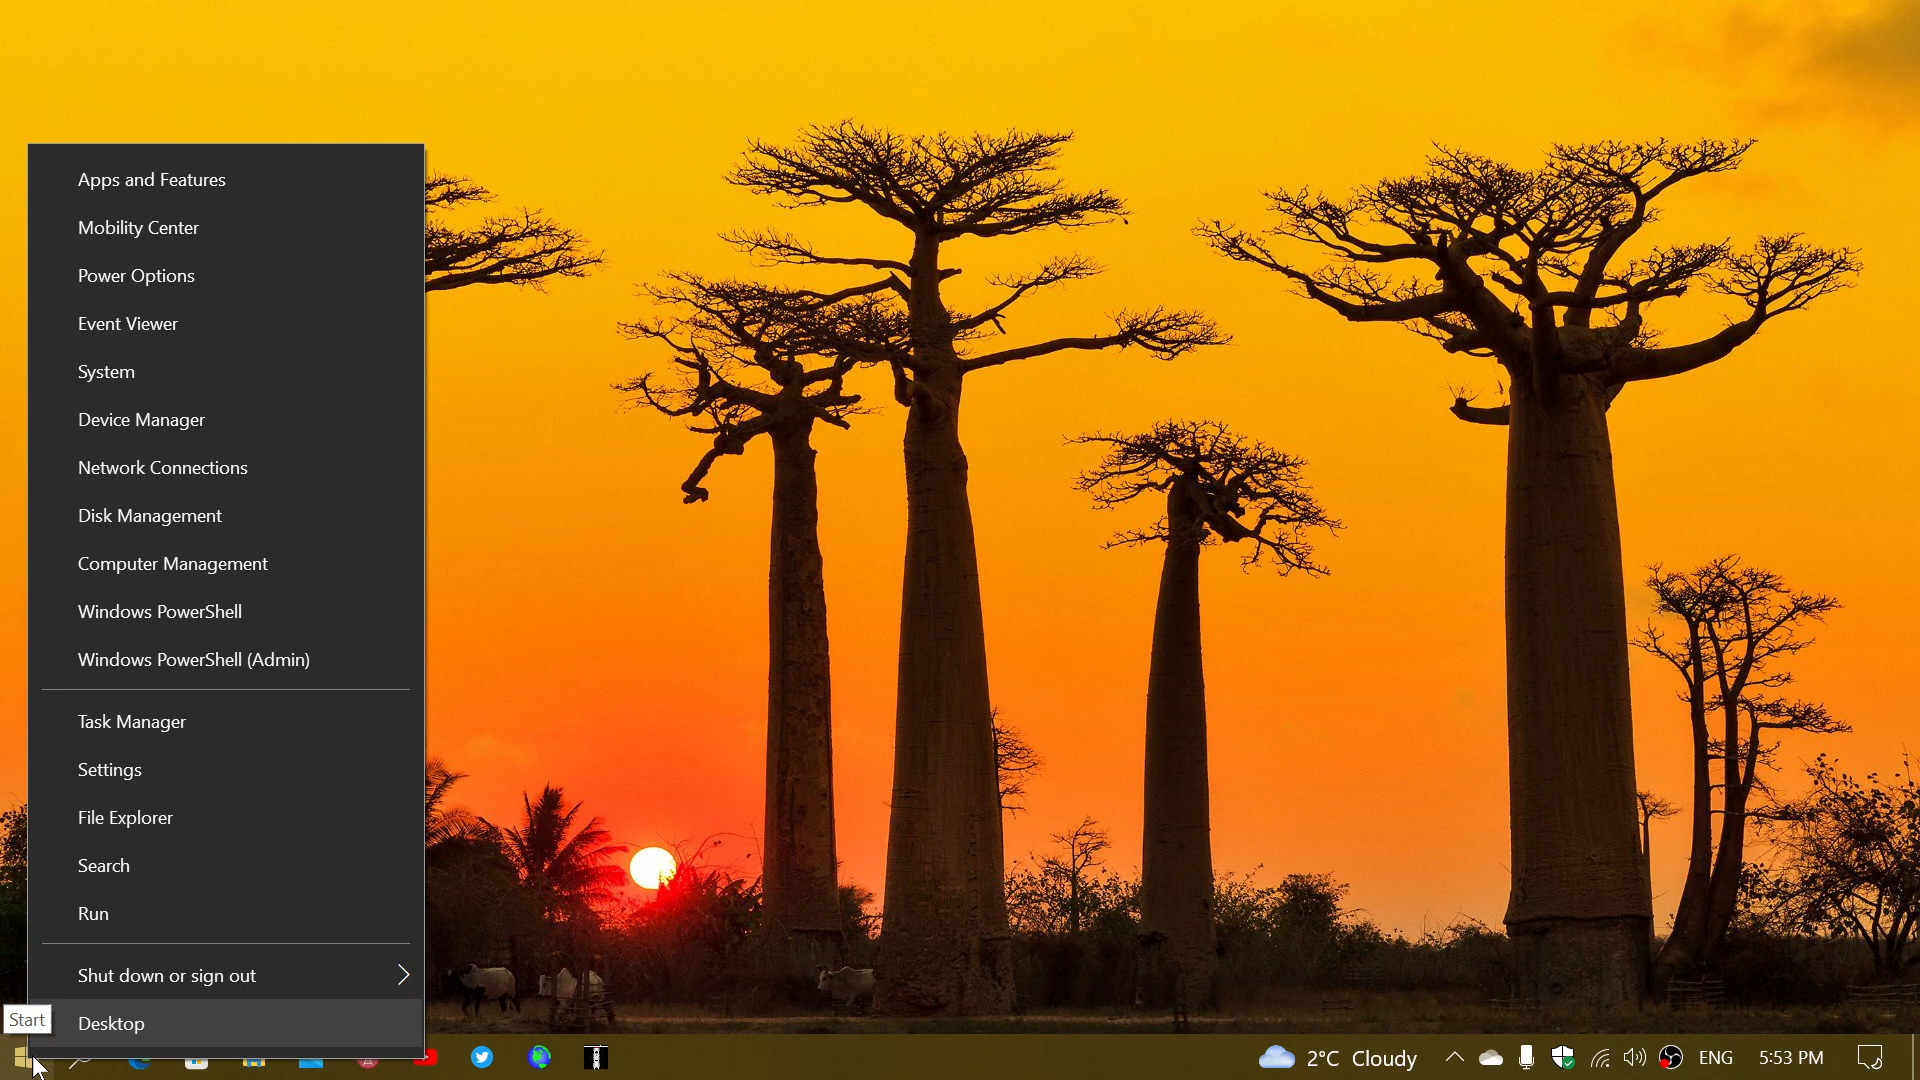 Apps and Features
Mobility Center
Power Options
Event Viewer
System
Device Manager
Network Connections
Disk Management
Computer Management
Windows PowerShell
Windows PowerShell (Admin)
Task Manager
Settings
File Explorer
Search
Run
Shut down or sign out
Desktop
Start
2°C Cloudy
ENG
5:53 PM